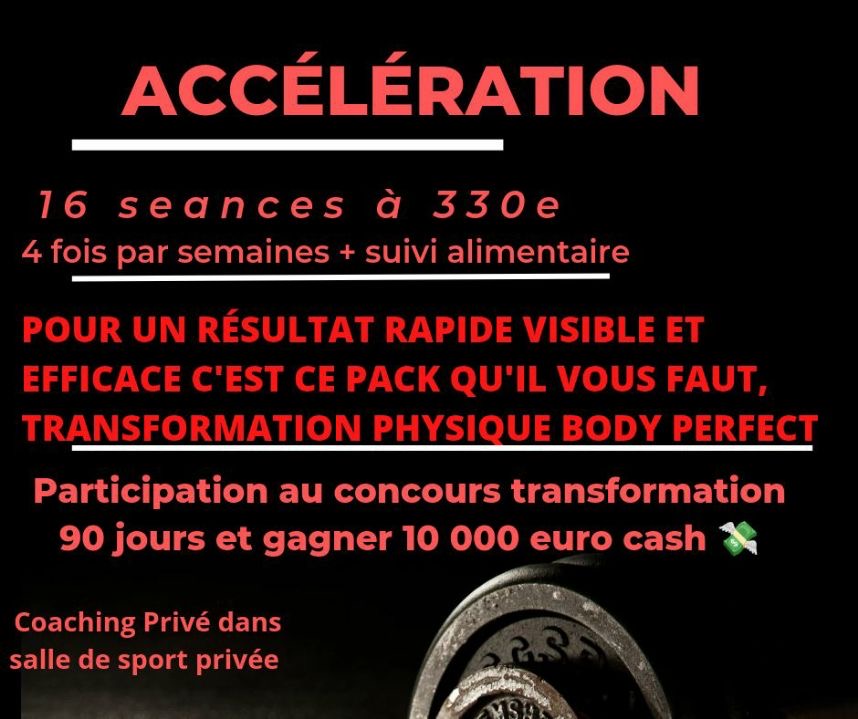 ACCÉLÉRATION
16 seances à 330e
4 fois par semaines + suivi alimentaire
POUR UN RÉSULTAT RAPIDE VISIBLE ET
EFFICACE C'EST CE PACK QU'IL VOUS FAUT,
TRANSFORMATION PHYSIQUE BODY PERFECT
Participation au concours transformation
90 jours et gagner 10 000 euro cash 💸
Coaching Privé dans
salle de sport privée